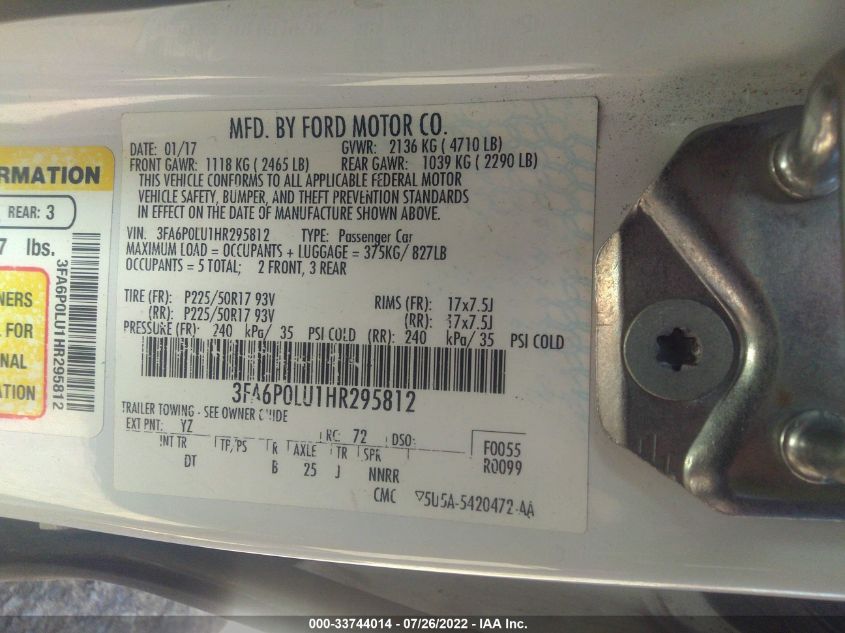 MFD. BY FORD MOTOR CO.
DATE: 01/17 GVWR: 2136 KG ( 4710 LB)
FRONT GAWR: 1118 KG ( 2465 LB) REAR GAWR: 1039 KG ( 2290 LB)
THIS VEHICLE CONFORMS TO ALL APPLICABLE FEDERAL MOTOR
VEHICLE SAFETY, BUMPER, AND THEFT PREVENTION STANDARDS
IN EFFECT ON THE DATE OF MANUFACTURE SHOWN ABOVE.
VIN: 3FA6P0LU1HR295812 TYPE: Passenger Car
MAXIMUM LOAD = OCCUPANTS + LUGGAGE = 375KG/ 827LB
OCCUPANTS = 5 TOTAL; 2 FRONT, 3 REAR
TIRE (FR): P225/50R17 93V RIMS (FR): 17x7.5J
(RR): P225/50R17 93V (RR): 17x7.5J
PRESSURE (FR): 240 kPa/ 35 PSI COLD (RR): 240 kPa/ 35 PSI COLD
3FA6P0LU1HR295812
TRAILER TOWING - SEE OWNER GUIDE
EXT PNT: YZ RC: 72 DSO: F0055
INT TR TP/PS R AXLE TR SPR R0099
DT B 25 J NNRR
CMC 5U5A-5420472-AA
RMATION
REAR: 3
7 lbs.
NERS
FOR
NAL
ATION
3FA6P0LU1HR295812
000-33744014 - 07/26/2022 - IAA Inc.